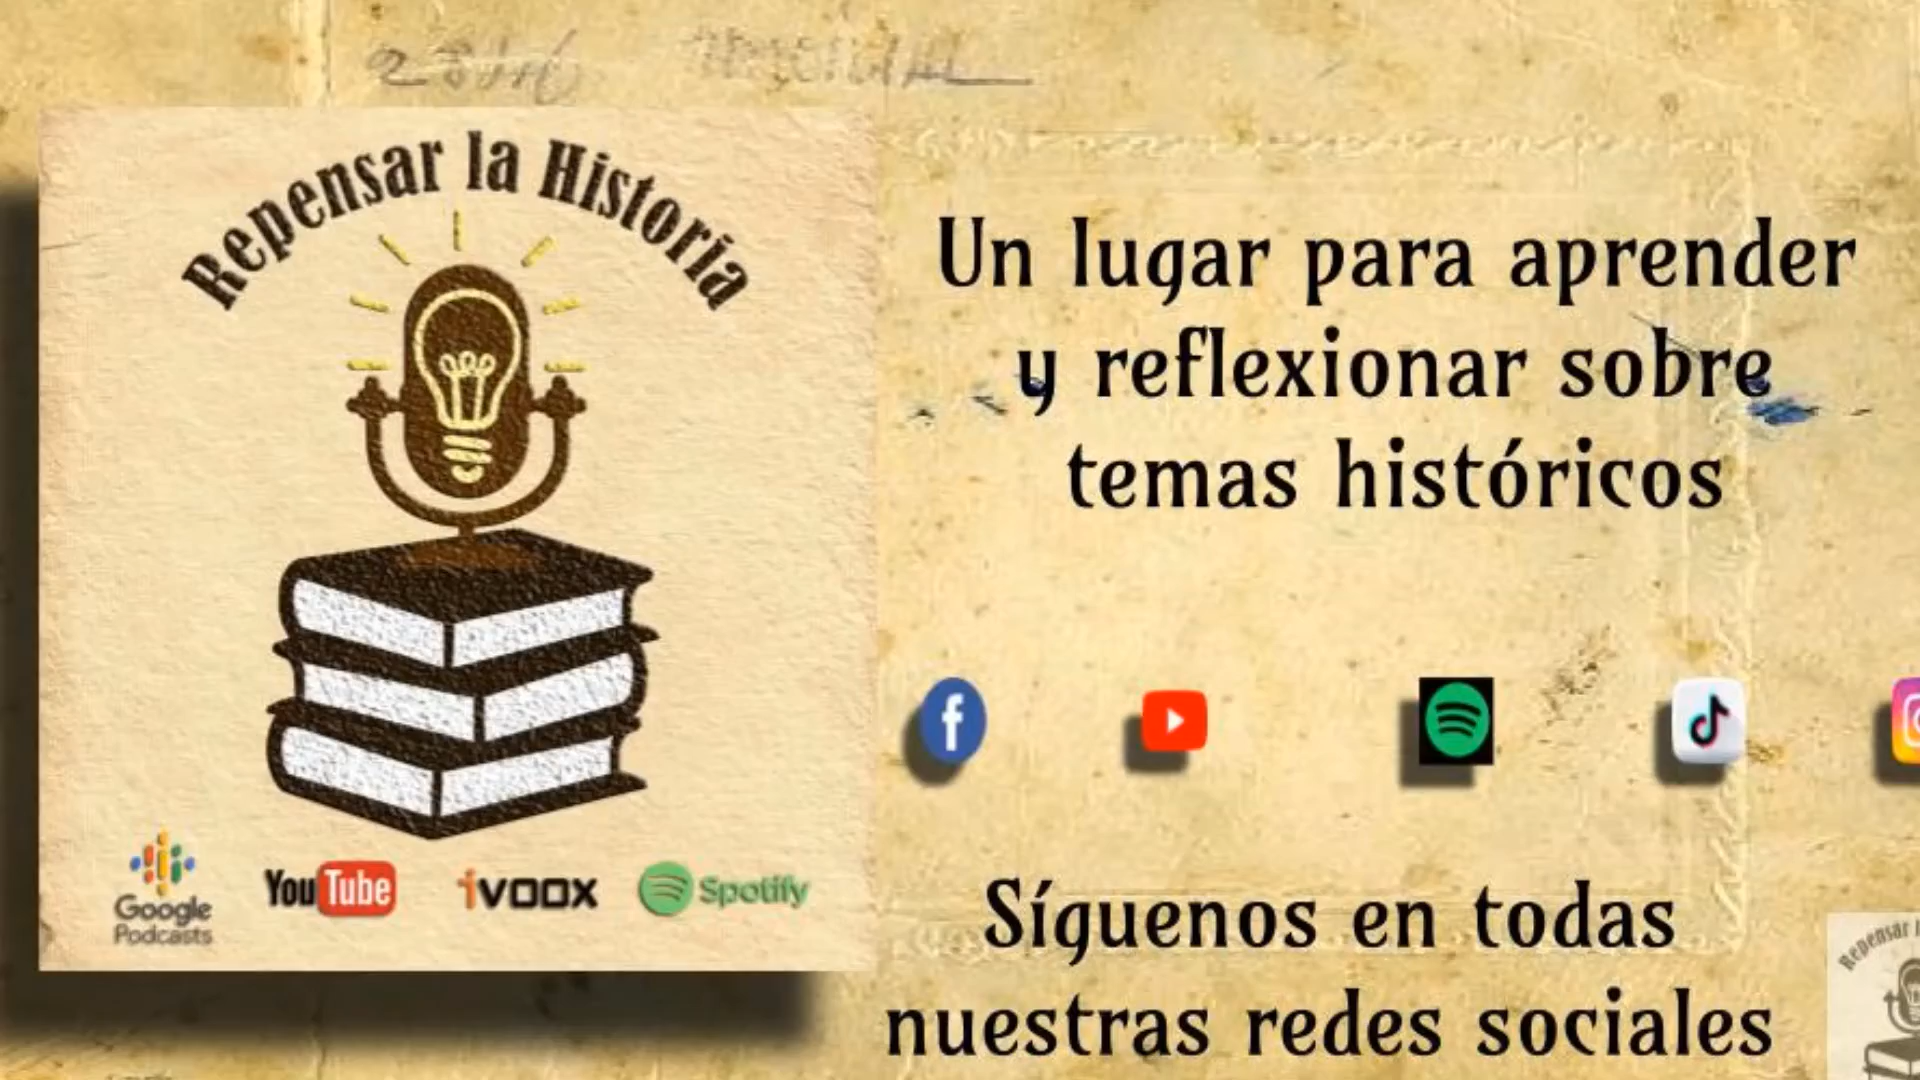 Repensar la Historia
Un lugar para aprender
y reflexionar sobre
temas históricos
Google
Podcasts
YouTube
ivoox
Spotify
Síguenos en todas
nuestras redes sociales
Repensar l